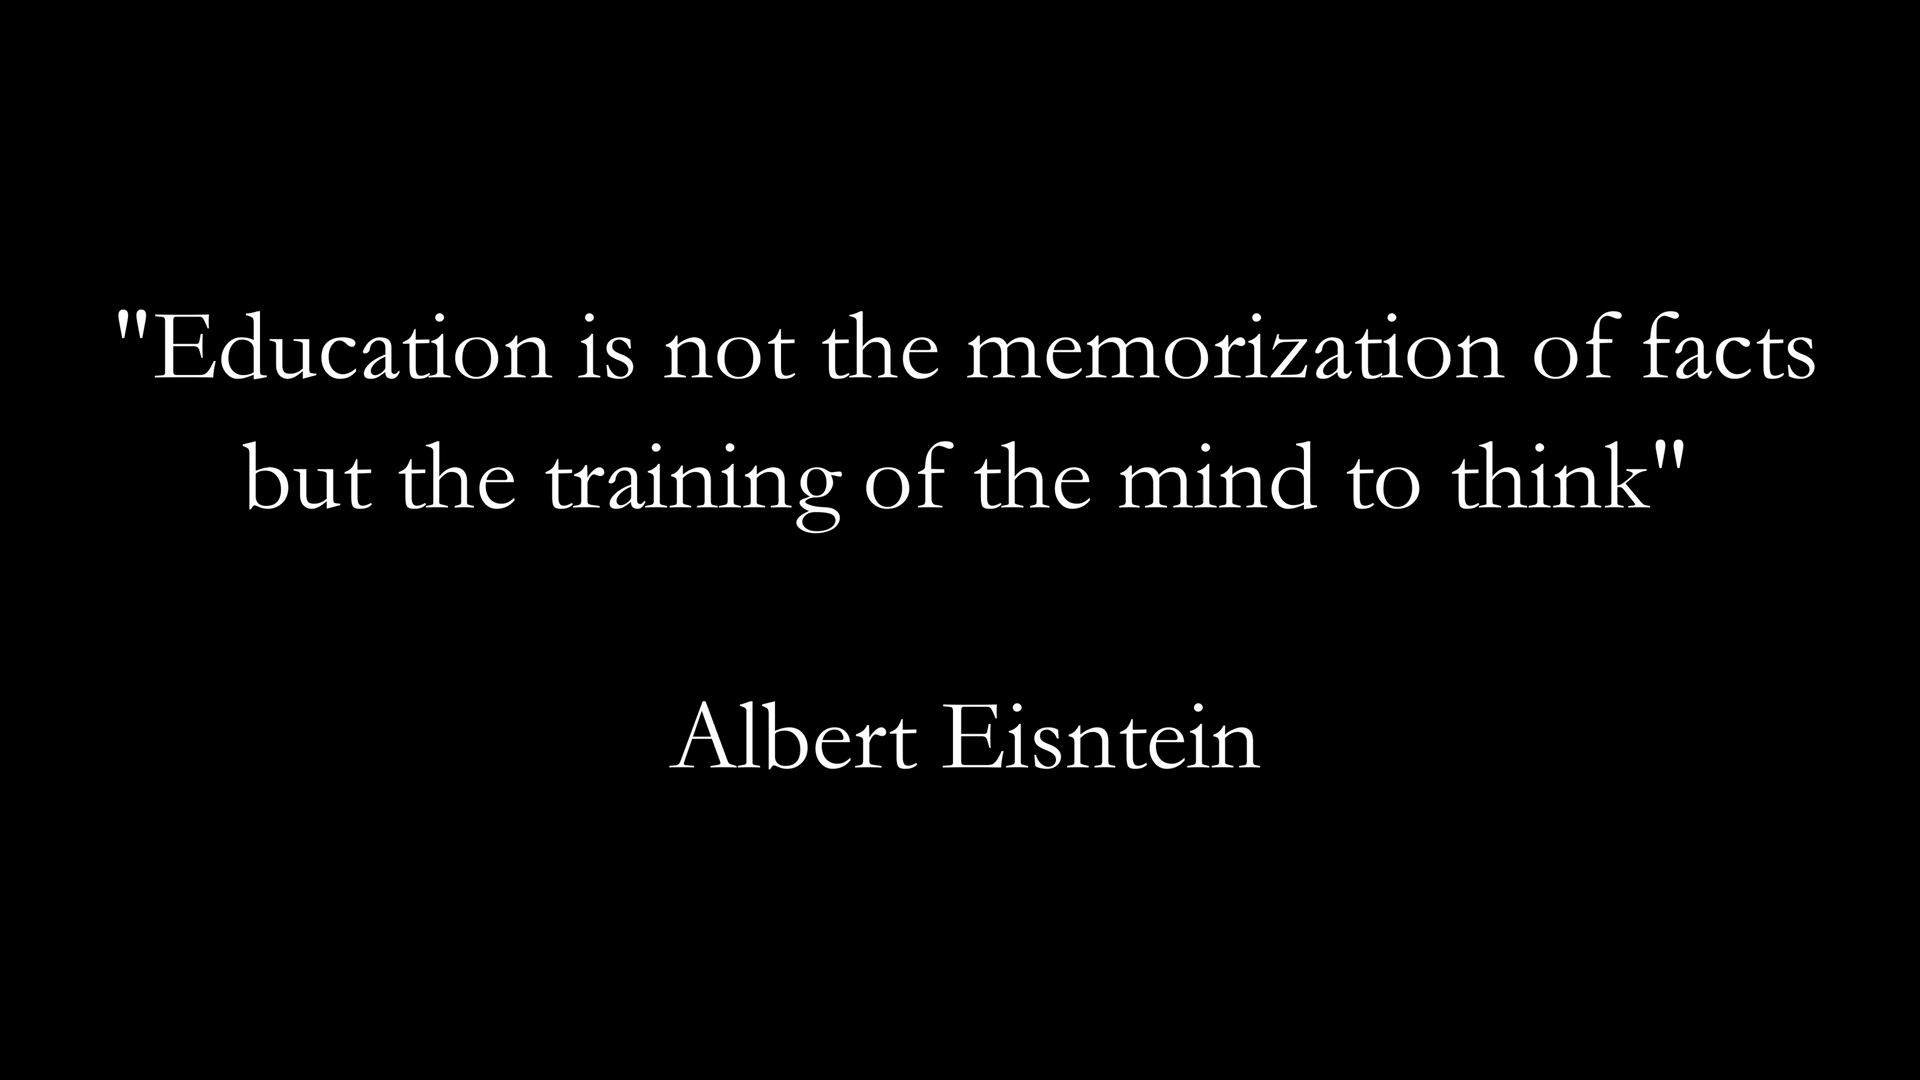 "Education is not the memorization of facts
but the training of the mind to think"
Albert Eisntein